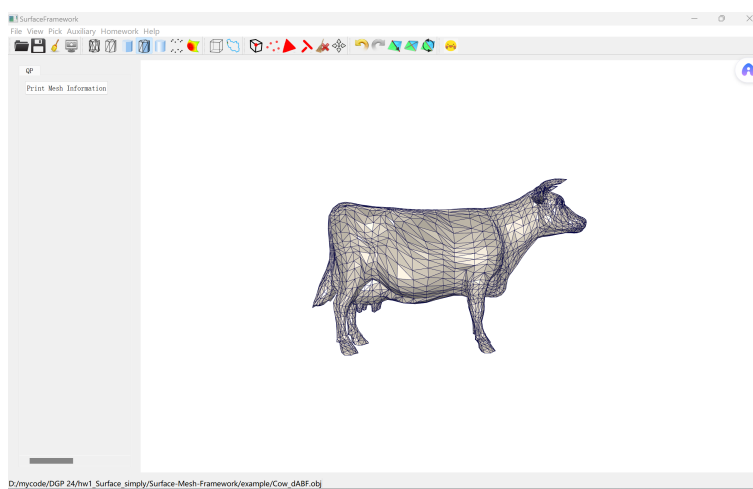 SurfaceFramework
File View Pick Auxiliary Homework Help
QP
Print Mesh Information
D:/mycode/DGP 24/hw1_Surface_simply/Surface-Mesh-Framework/example/Cow_dABF.obj